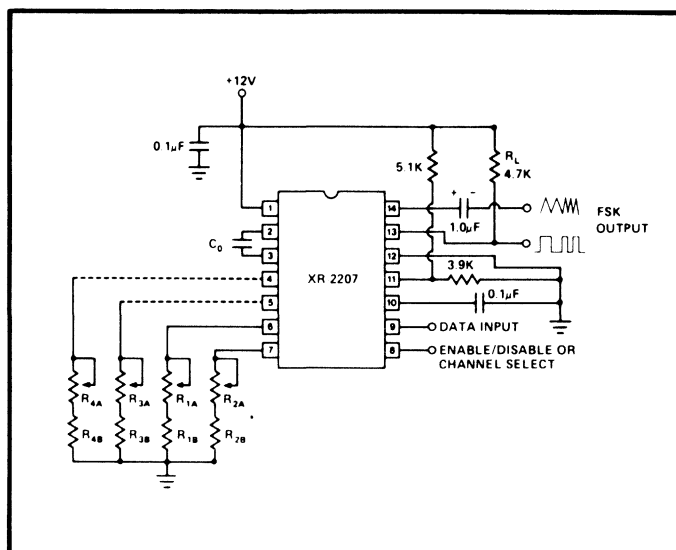 +12V
0.1μF
5.1K
R_L
4.7K
1
14
+ -
1.0μF
FSK
OUTPUT
2
13
C_0
3
12
3.9K
XR 2207
4
11
0.1μF
5
10
6
9
DATA INPUT
7
8
ENABLE/DISABLE OR
CHANNEL SELECT
R_4A
R_3A
R_1A
R_2A
R_4B
R_3B
R_1B
R_2B